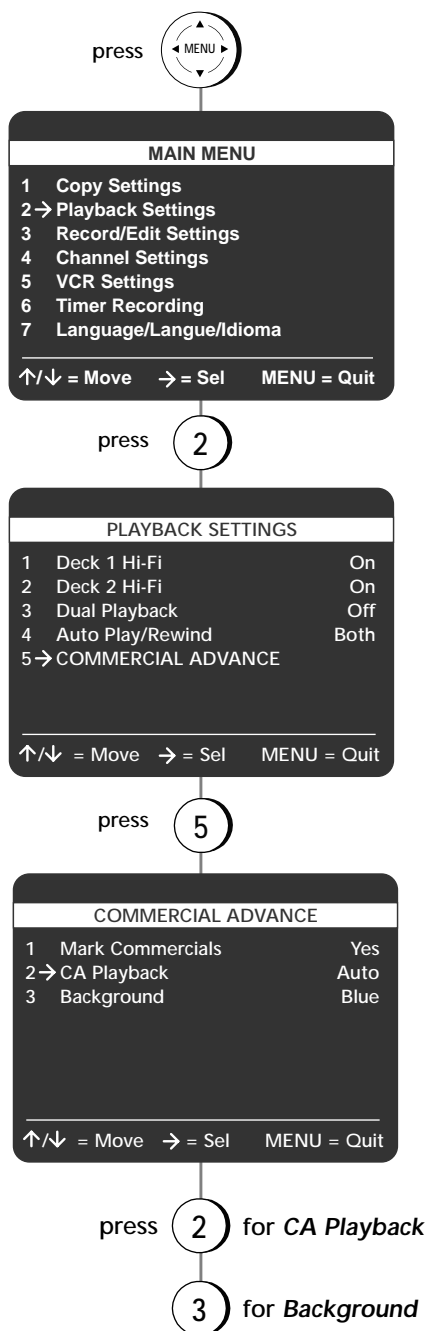 press
MENU
MAIN MENU
1 Copy Settings
2→ Playback Settings
3 Record/Edit Settings
4 Channel Settings
5 VCR Settings
6 Timer Recording
7 Language/Langue/Idioma
↑/↓ = Move → = Sel MENU = Quit
press 2
PLAYBACK SETTINGS
1 Deck 1 Hi-Fi On
2 Deck 2 Hi-Fi On
3 Dual Playback Off
4 Auto Play/Rewind Both
5→ COMMERCIAL ADVANCE
↑/↓ = Move → = Sel MENU = Quit
press 5
COMMERCIAL ADVANCE
1 Mark Commercials Yes
2→ CA Playback Auto
3 Background Blue
↑/↓ = Move → = Sel MENU = Quit
press 2 for CA Playback
3 for Background